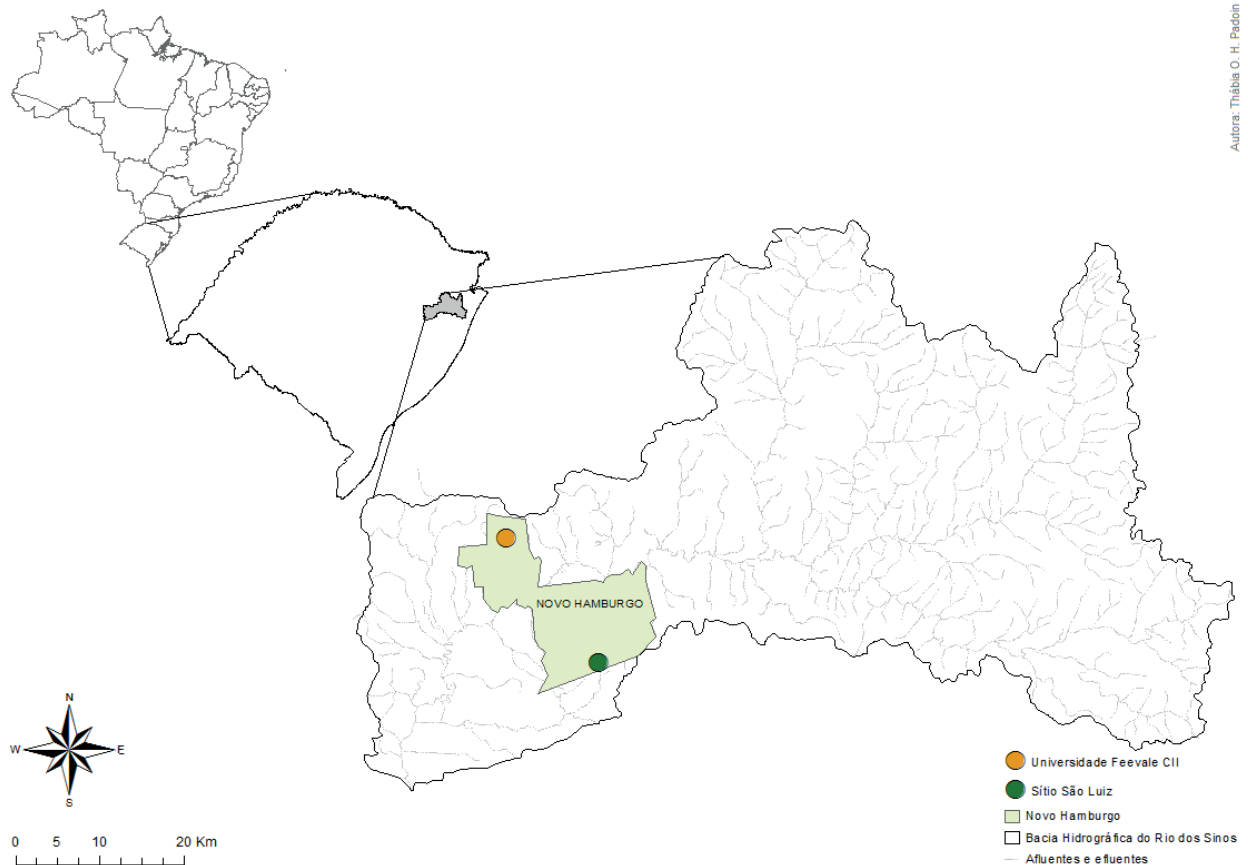 Autora: Thábia O. H. Padoin
NOVO HAMBURGO
N
W E
S
0 5 10 20 Km
Universidade Feevale CII
Sítio São Luiz
Novo Hamburgo
Bacia Hidrográfica do Rio dos Sinos
Afluentes e efluentes